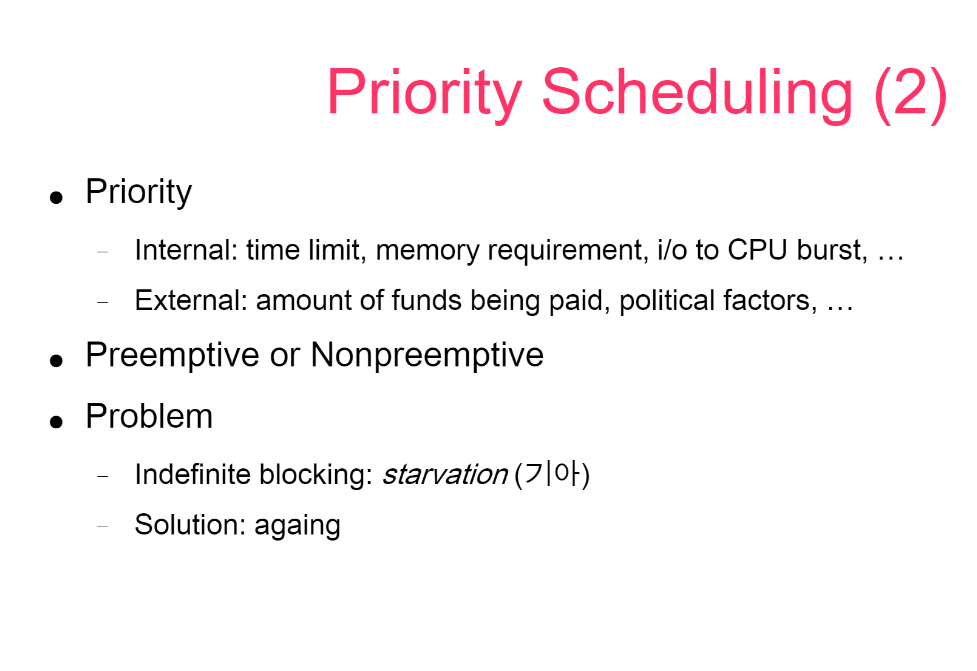 Priority Scheduling (2)
● Priority
– Internal: time limit, memory requirement, i/o to CPU burst, …
– External: amount of funds being paid, political factors, …
● Preemptive or Nonpreemptive
● Problem
– Indefinite blocking: starvation (기아)
– Solution: againg